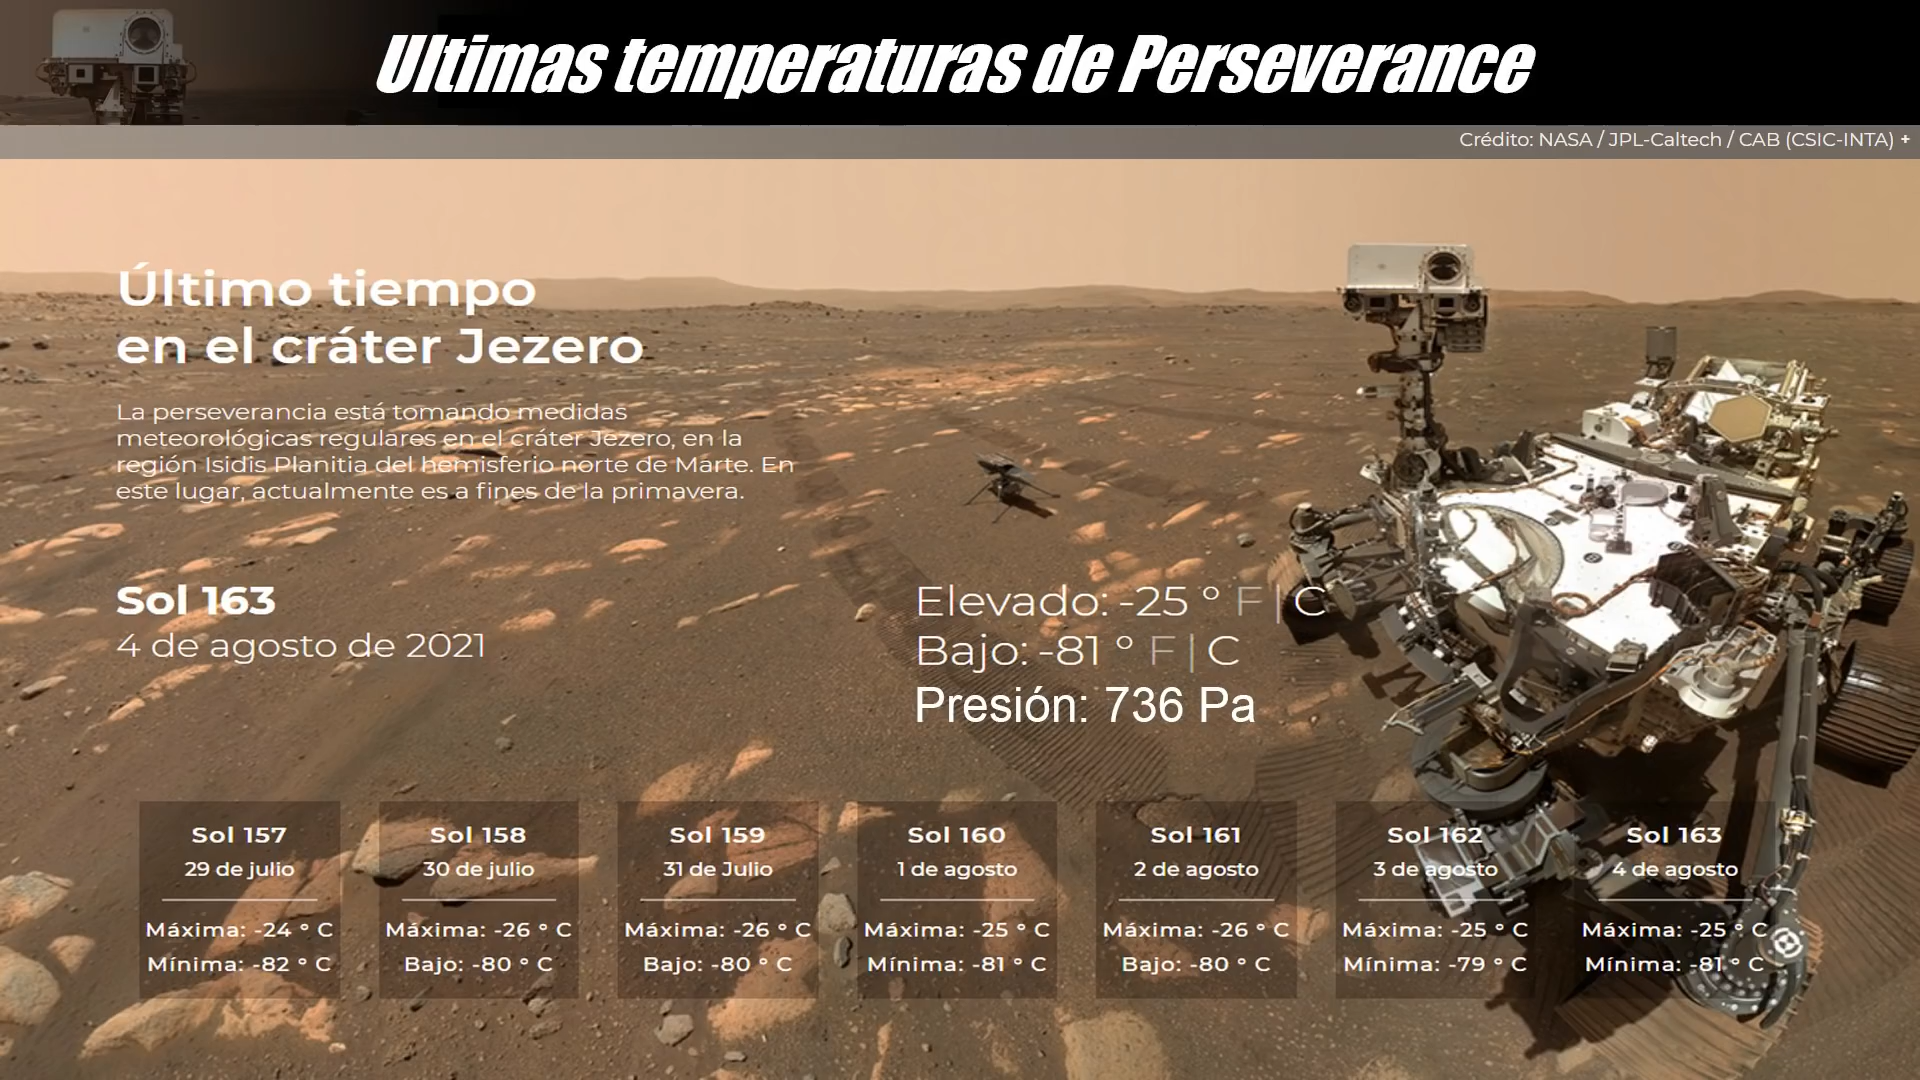 Ultimas temperaturas de Perseverance
Crédito: NASA / JPL-Caltech / CAB (CSIC-INTA) +
Último tiempo
en el cráter Jezero
La perseverancia está tomando medidas
meteorológicas regulares en el cráter Jezero, en la
región Isidis Planitia del hemisferio norte de Marte. En
este lugar, actualmente es a fines de la primavera.
Sol 163
4 de agosto de 2021
Elevado: -25 ° F | C
Bajo: -81 ° F | C
Presión: 736 Pa
Sol 157
29 de julio
Máxima: -24 ° C
Mínima: -82 ° C
Sol 158
30 de julio
Máxima: -26 ° C
Bajo: -80 ° C
Sol 159
31 de Julio
Máxima: -26 ° C
Bajo: -80 ° C
Sol 160
1 de agosto
Máxima: -25 ° C
Mínima: -81 ° C
Sol 161
2 de agosto
Máxima: -26 ° C
Bajo: -80 ° C
Sol 162
3 de agosto
Máxima: -25 ° C
Mínima: -79 ° C
Sol 163
4 de agosto
Máxima: -25 ° C
Mínima: -81 ° C